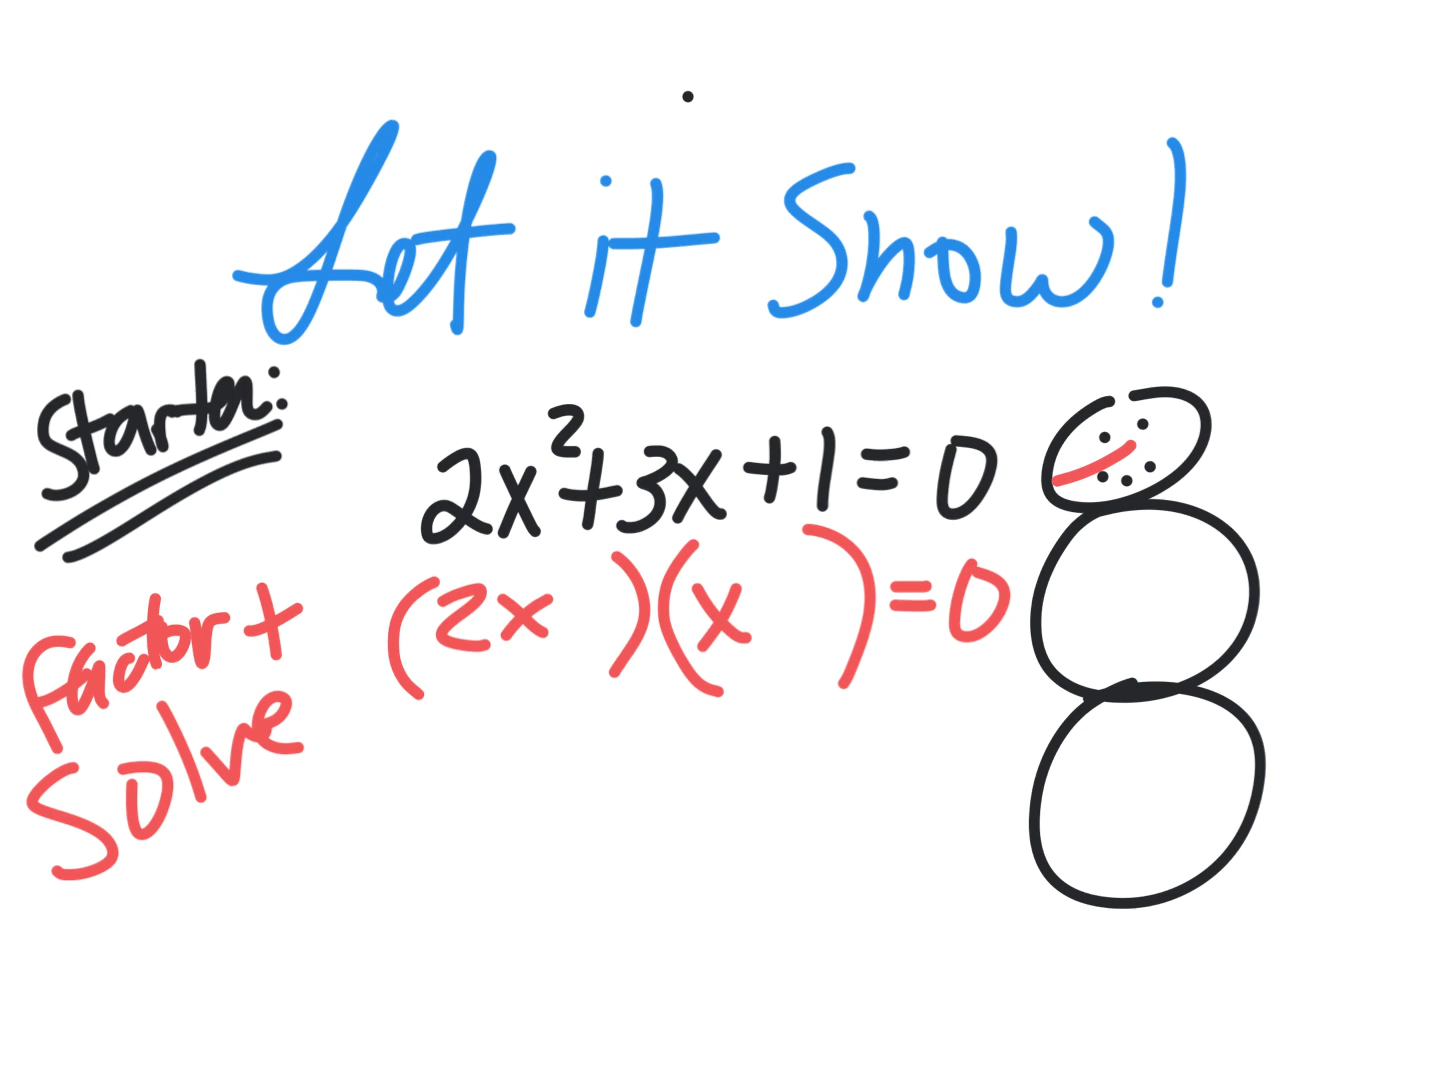 Let it Snow!
Starter:
2x²+3x+1=0
Factor +
Solve
(2x )(x )=0